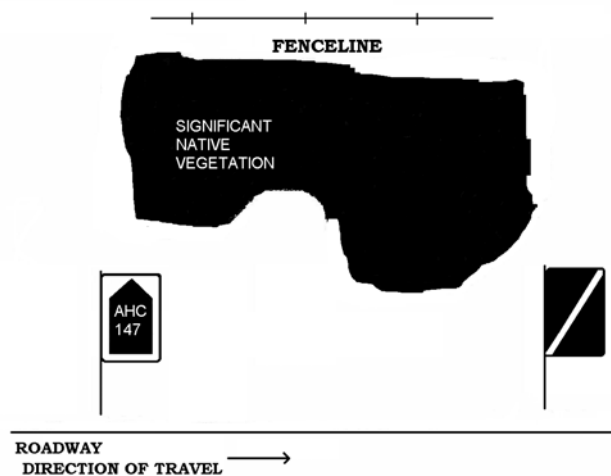 FENCELINE
SIGNIFICANT
NATIVE
VEGETATION
AHC
147
ROADWAY
DIRECTION OF TRAVEL